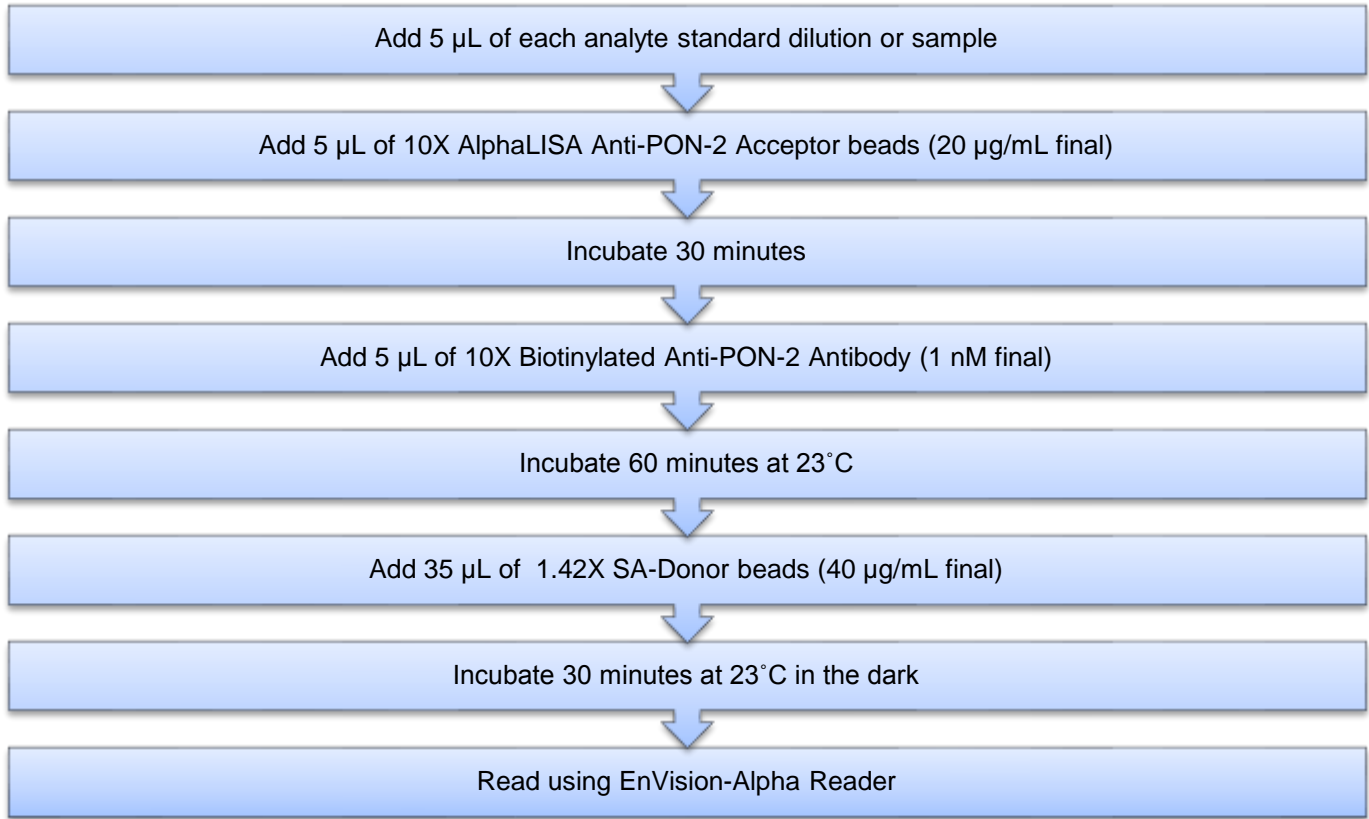 Add 5 µL of each analyte standard dilution or sample
Add 5 µL of 10X AlphaLISA Anti-PON-2 Acceptor beads (20 µg/mL final)
Incubate 30 minutes
Add 5 µL of 10X Biotinylated Anti-PON-2 Antibody (1 nM final)
Incubate 60 minutes at 23˚C
Add 35 µL of 1.42X SA-Donor beads (40 µg/mL final)
Incubate 30 minutes at 23˚C in the dark
Read using EnVision-Alpha Reader